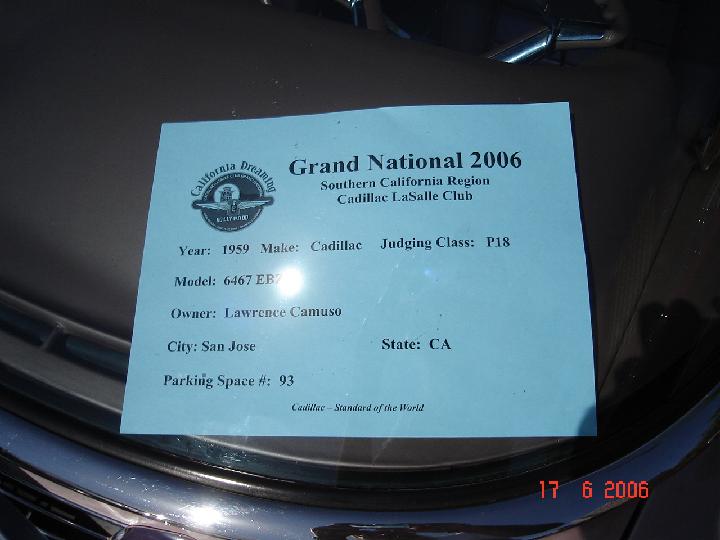 California Dreaming
Grand National 2006
Southern California Region
Cadillac LaSalle Club
Year: 1959 Make: Cadillac Judging Class: P18
Model: 6467 EB
Owner: Lawrence Camuso
City: San Jose State: CA
Parking Space #: 93
Cadillac – Standard of the World
17 6 2006